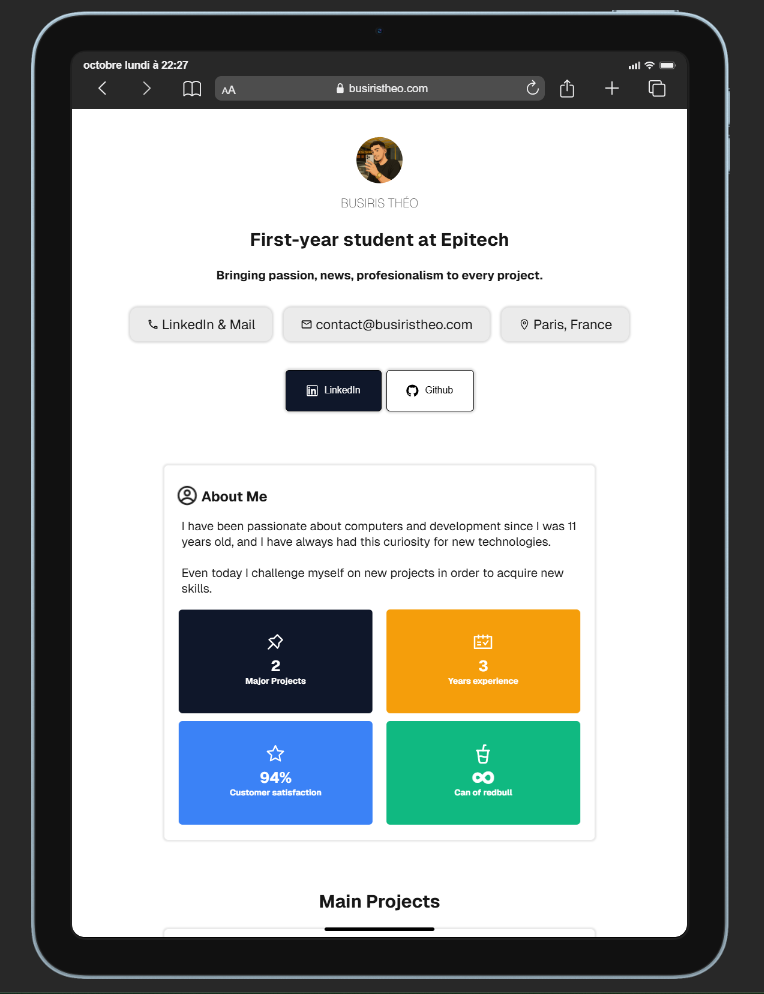 octobre lundi à 22:27
AA
busiristheo.com
BUSIRIS THÉO
First-year student at Epitech
Bringing passion, news, profesionalism to every project.
LinkedIn & Mail
contact@busiristheo.com
Paris, France
LinkedIn
Github
About Me
I have been passionate about computers and development since I was 11
years old, and I have always had this curiosity for new technologies.
Even today I challenge myself on new projects in order to acquire new
skills.
2
Major Projects
3
Years experience
94%
Customer satisfaction
∞
Can of redbull
Main Projects